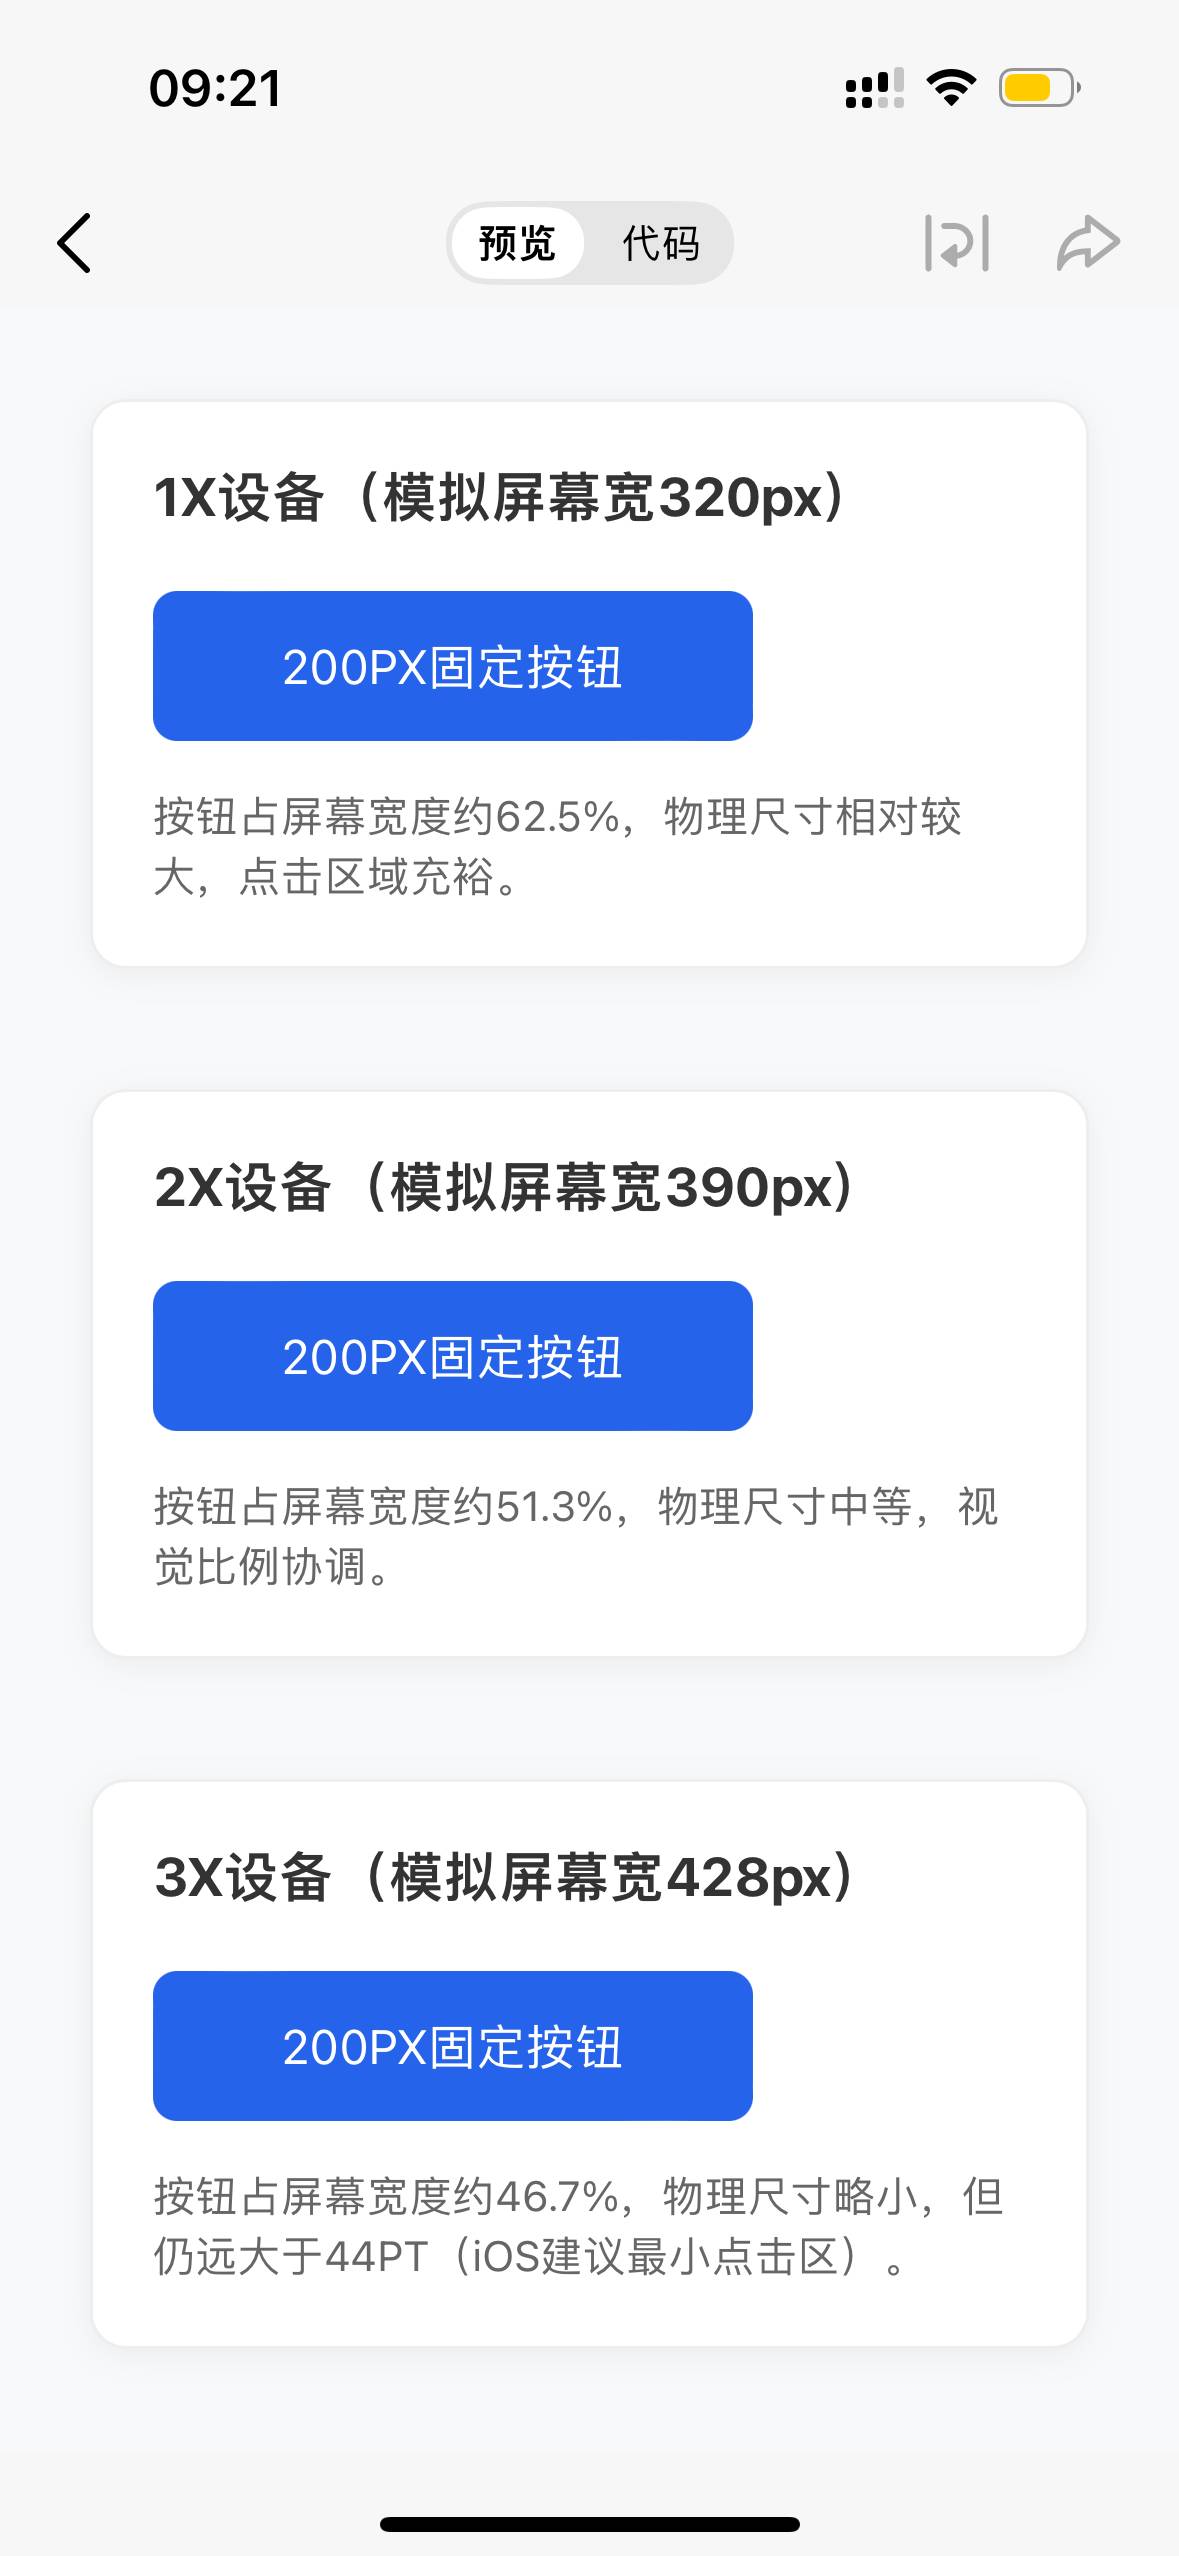 09:21
预览 代码
1X设备（模拟屏幕宽320px）
200PX固定按钮
按钮占屏幕宽度约62.5%，物理尺寸相对较
大，点击区域充裕。
2X设备（模拟屏幕宽390px）
200PX固定按钮
按钮占屏幕宽度约51.3%，物理尺寸中等，视
觉比例协调。
3X设备（模拟屏幕宽428px）
200PX固定按钮
按钮占屏幕宽度约46.7%，物理尺寸略小，但
仍远大于44PT（iOS建议最小点击区）。